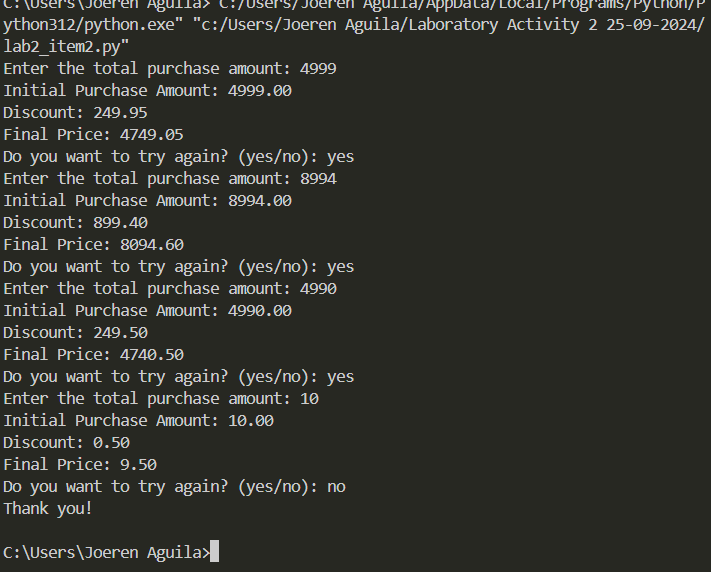 C:\Users\Joeren Aguila> C:/Users/Joeren Aguila/AppData/Local/Programs/Python/P
ython312/python.exe" "c:/Users/Joeren Aguila/Laboratory Activity 2 25-09-2024/
lab2_item2.py"
Enter the total purchase amount: 4999
Initial Purchase Amount: 4999.00
Discount: 249.95
Final Price: 4749.05
Do you want to try again? (yes/no): yes
Enter the total purchase amount: 8994
Initial Purchase Amount: 8994.00
Discount: 899.40
Final Price: 8094.60
Do you want to try again? (yes/no): yes
Enter the total purchase amount: 4990
Initial Purchase Amount: 4990.00
Discount: 249.50
Final Price: 4740.50
Do you want to try again? (yes/no): yes
Enter the total purchase amount: 10
Initial Purchase Amount: 10.00
Discount: 0.50
Final Price: 9.50
Do you want to try again? (yes/no): no
Thank you!
C:\Users\Joeren Aguila>